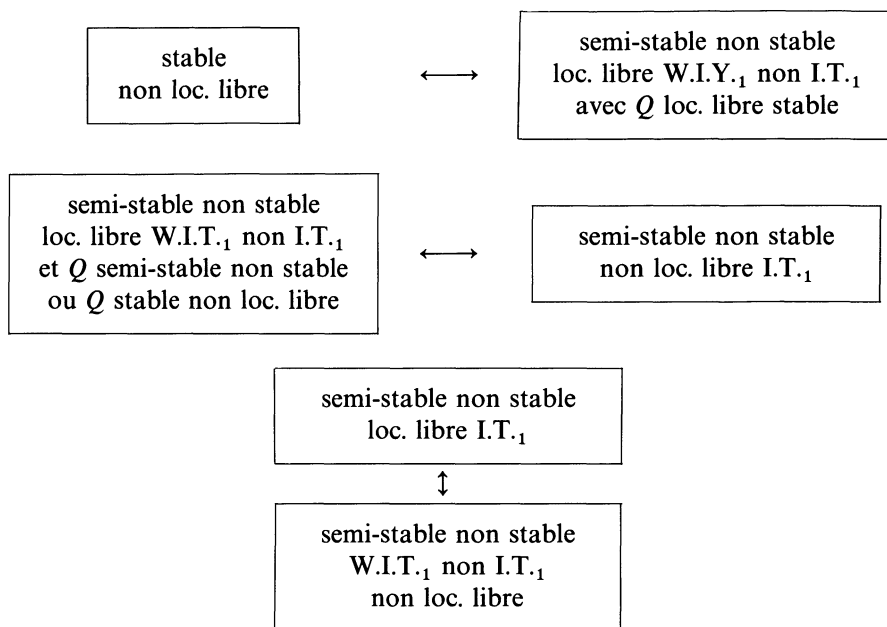 stable
non loc. libre
↔
semi-stable non stable
loc. libre W.I.Y.₁ non I.T.₁
avec Q loc. libre stable
semi-stable non stable
loc. libre W.I.T.₁ non I.T.₁
et Q semi-stable non stable
ou Q stable non loc. libre
↔
semi-stable non stable
non loc. libre I.T.₁
semi-stable non stable
loc. libre I.T.₁
↕
semi-stable non stable
W.I.T.₁ non I.T.₁
non loc. libre